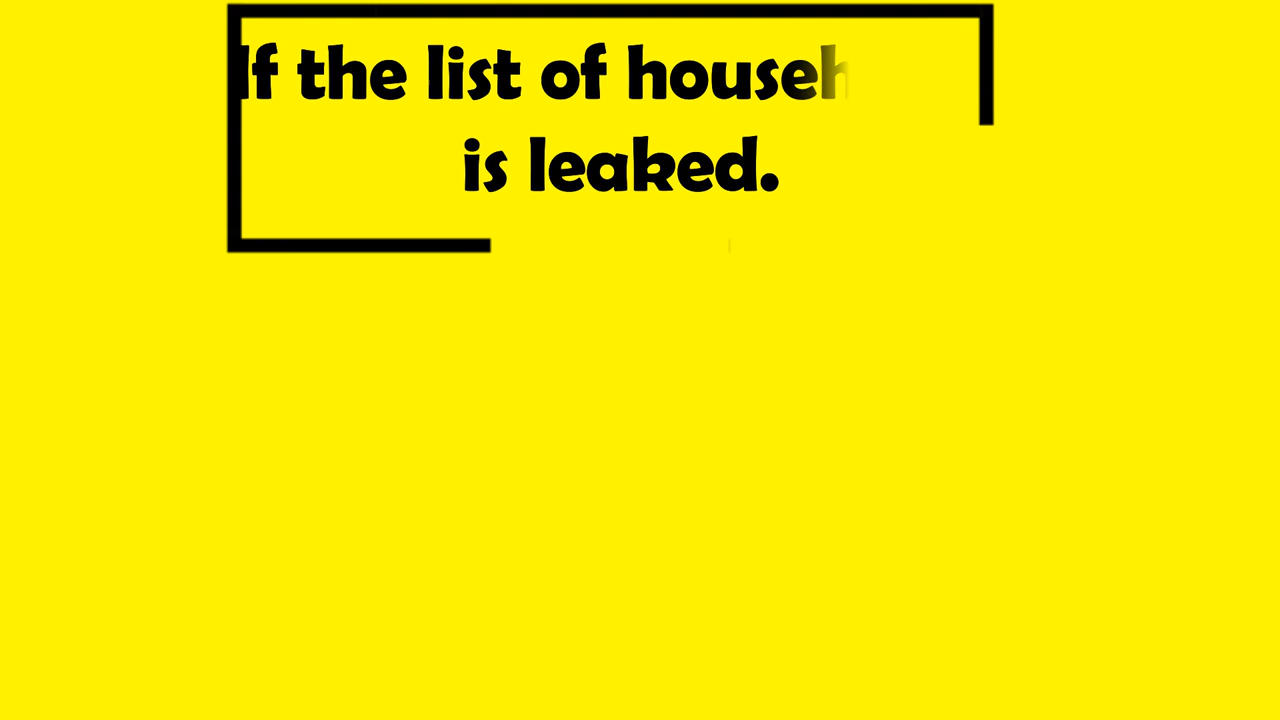 If the list of
is leaked.